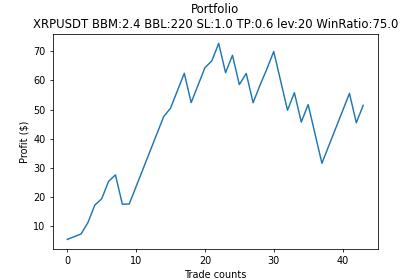 Portfolio
XRPUSDT BBM:2.4 BBL:220 SL:1.0 TP:0.6 lev:20 WinRatio:75.0
Profit ($)
70
60
50
40
30
20
10
0 10 20 30 40
Trade counts